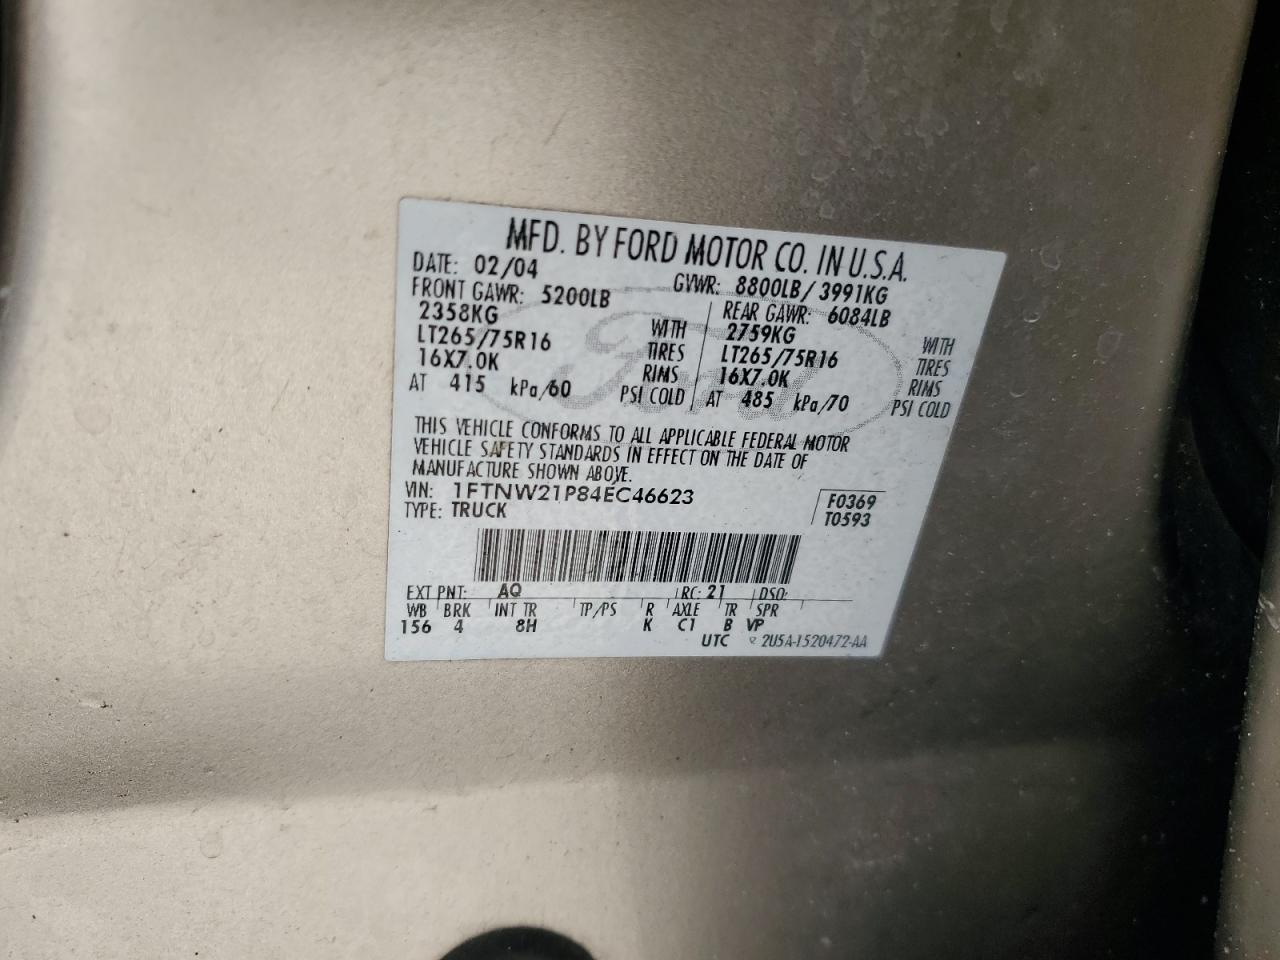 MFD. BY FORD MOTOR CO. IN U.S.A.
DATE: 02/04 GVWR: 8800LB/3991KG
FRONT GAWR: 5200LB REAR GAWR: 6084LB
2358KG WITH 2759KG WITH
LT265/75R16 TIRES LT265/75R16 TIRES
16X7.0K RIMS 16X7.0K RIMS
AT 415 kPa/60 PSI COLD AT 485 kPa/70 PSI COLD
THIS VEHICLE CONFORMS TO ALL APPLICABLE FEDERAL MOTOR
VEHICLE SAFETY STANDARDS IN EFFECT ON THE DATE OF
MANUFACTURE SHOWN ABOVE.
VIN: 1FTNW21P84EC46623 F0369
TYPE: TRUCK T0593
EXT PNT: AQ RC: 21 DSO:
WB BRK INT TR TP/PS R AXLE TR SPR
156 4 8H K C1 B VP
UTC 2U5A-1520472-AA
Ford